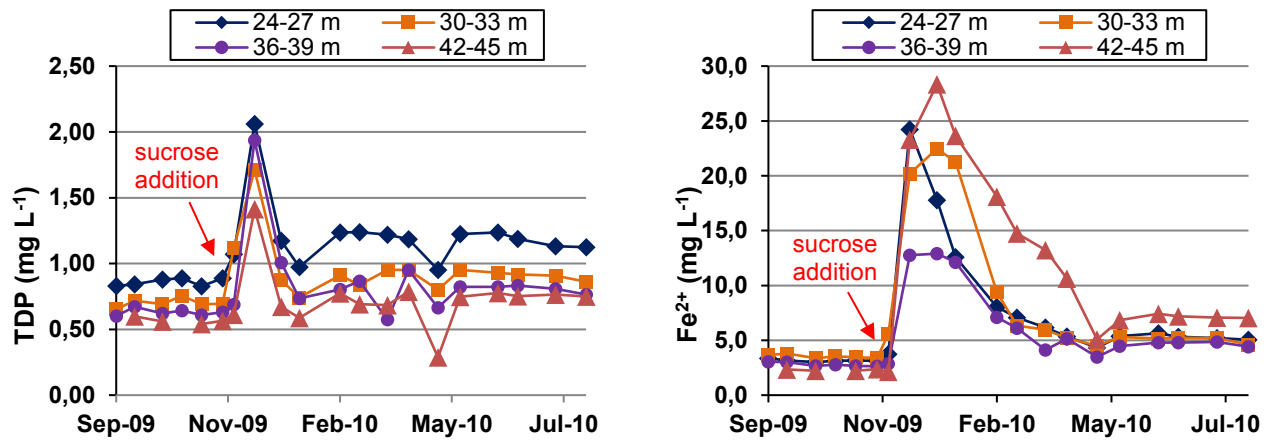 24-27 m 30-33 m
36-39 m 42-45 m
TDP (mg L⁻¹)
2,50
2,00
1,50
1,00
0,50
0,00
sucrose
addition
Sep-09 Nov-09 Feb-10 May-10 Jul-10
24-27 m 30-33 m
36-39 m 42-45 m
Fe²⁺ (mg L⁻¹)
30,0
25,0
20,0
15,0
10,0
5,0
0,0
sucrose
addition
Sep-09 Nov-09 Feb-10 May-10 Jul-10